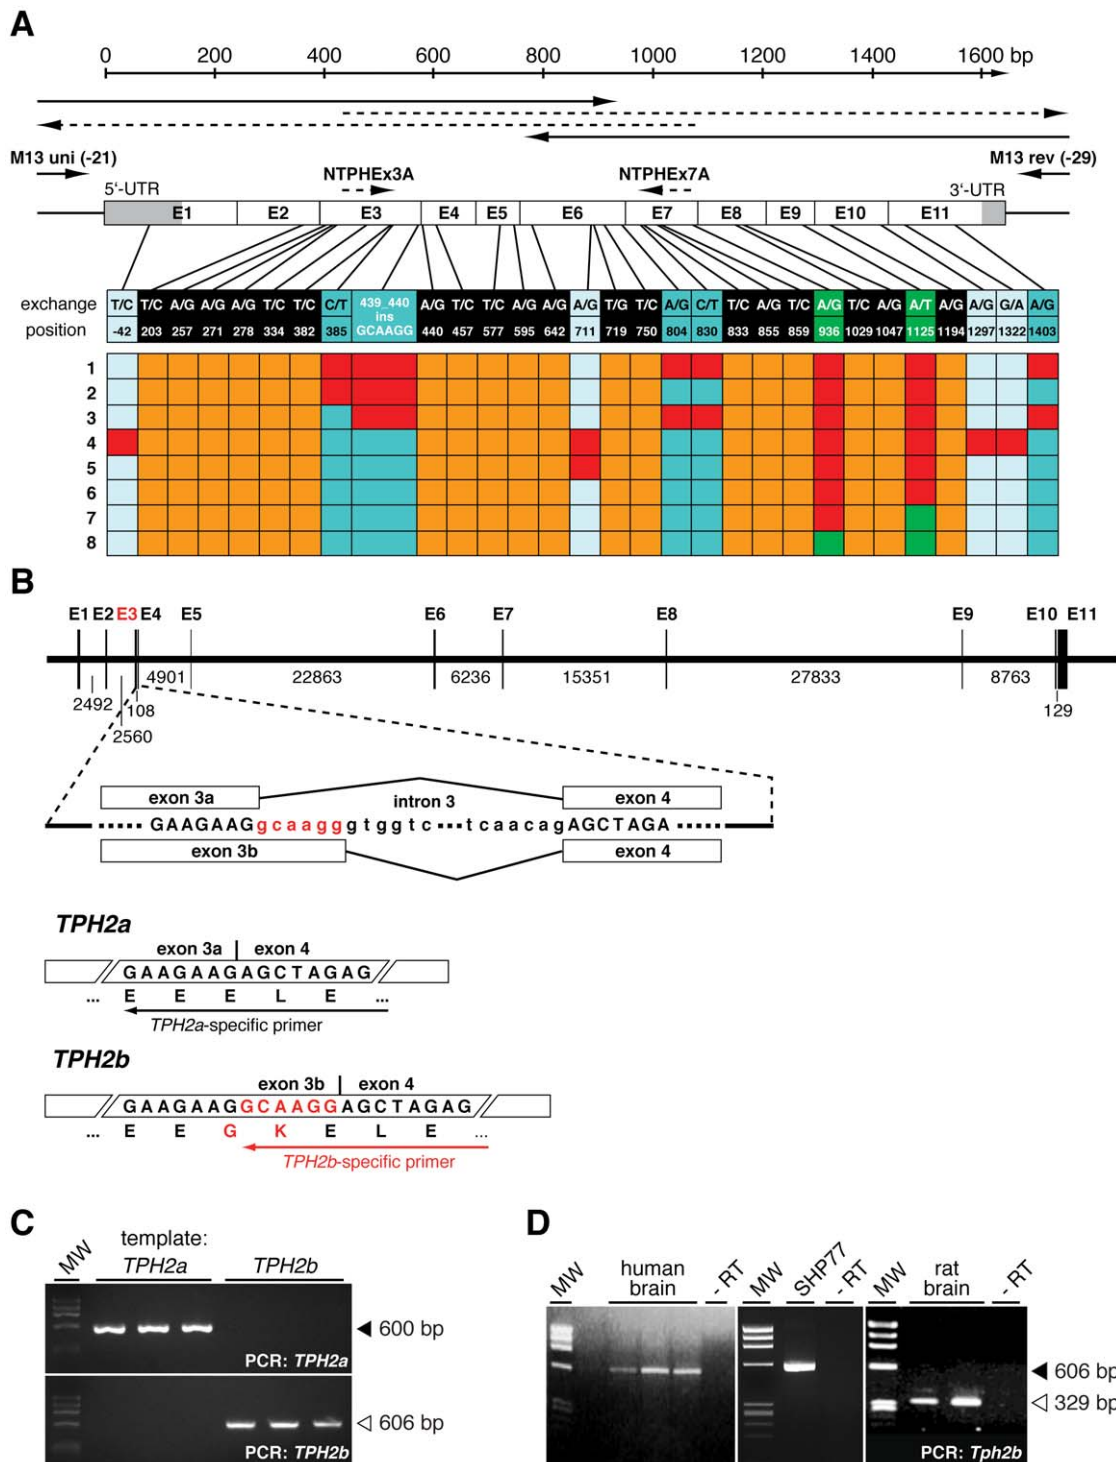 A
0 200 400 600 800 1000 1200 1400 1600 bp
M13 uni (-21) M13 rev (-29)
NTPHEx3A NTPHEx7A
5'-UTR 3'-UTR
E1 E2 E3 E4 E5 E6 E7 E8 E9 E10 E11
exchange T/C T/C A/G A/G A/G T/C T/C C/T 439_440 ins GCAAGG A/G T/C T/C A/G A/G A/G T/G T/C A/G C/T T/C A/G T/C A/G T/C A/G A/T A/G A/G G/A A/G
position -42 203 257 271 278 334 382 385 440 457 577 595 642 711 719 750 804 830 833 855 859 936 1029 1047 1125 1194 1297 1322 1403
1
2
3
4
5
6
7
8
B
E1 E2 E3 E4 E5 E6 E7 E8 E9 E10 E11
4901 22863 6236 15351 27833 8763
2492 108 129
2560
exon 3a intron 3 exon 4
GAAGAAGgcaagggtggtc tcaacagAGCTAGA
exon 3b exon 4
TPH2a
exon 3a exon 4
GAAGAAGAGCTAGAG
... E E E L E ...
TPH2a-specific primer
TPH2b
exon 3b exon 4
GAAGAAGGCAAGGAGCTAGAG
... E E G K E L E ...
TPH2b-specific primer
C
template:
MW TPH2a TPH2b
600 bp
PCR: TPH2a
606 bp
PCR: TPH2b
D
MW human brain - RT MW SHP77 - RT MW rat brain - RT
606 bp
329 bp
PCR: Tph2b